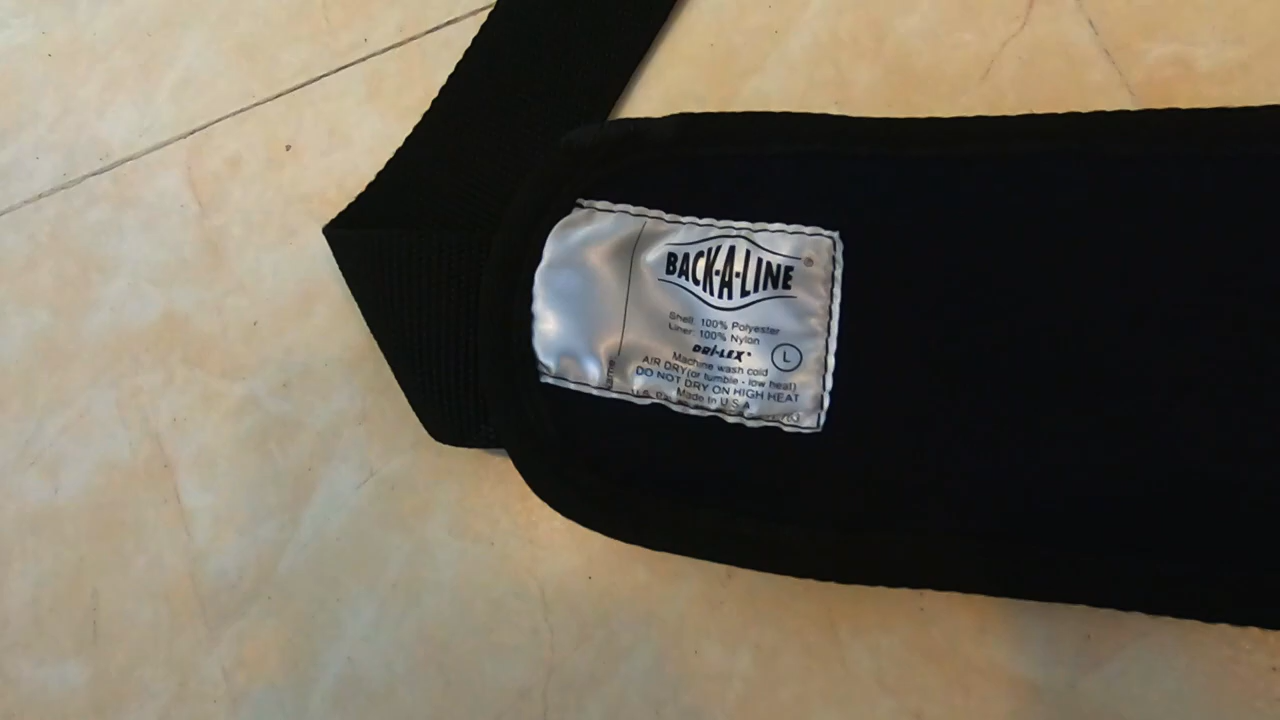 BACK-A-LINE ®
Shell: 100% Polyester
Liner: 100% Nylon
DRI-LEX®
L
Machine wash cold
AIR DRY (or tumble - low heat)
DO NOT DRY ON HIGH HEAT
Made In U.S.A
U.S.